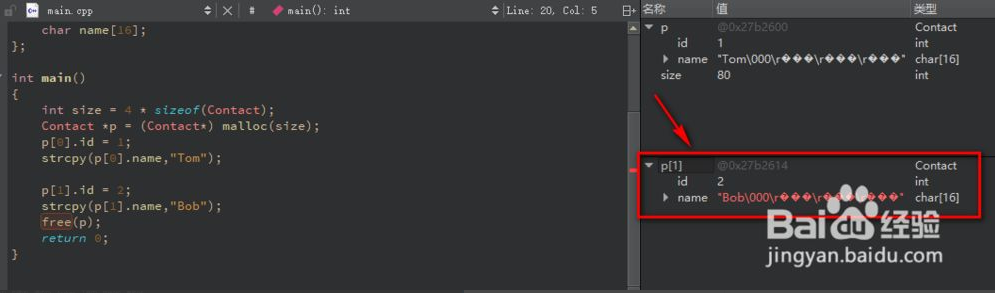 main.cpp
#
main(): int
Line: 20, Col: 5
char name[16];
};
int main()
{
int size = 4 * sizeof(Contact);
Contact *p = (Contact*) malloc(size);
p[0].id = 1;
strcpy(p[0].name,"Tom");
p[1].id = 2;
strcpy(p[1].name,"Bob");
free(p);
return 0;
}
名称 值 类型
p @0x27b2600 Contact
id 1 int
name "Tom\000\r���\r���\r���" char[16]
size 80 int
p[1] @0x27b2614 Contact
id 2 int
name "Bob\000\r���\r���\r���" char[16]
Baidu 经验
jingyan.baidu.com